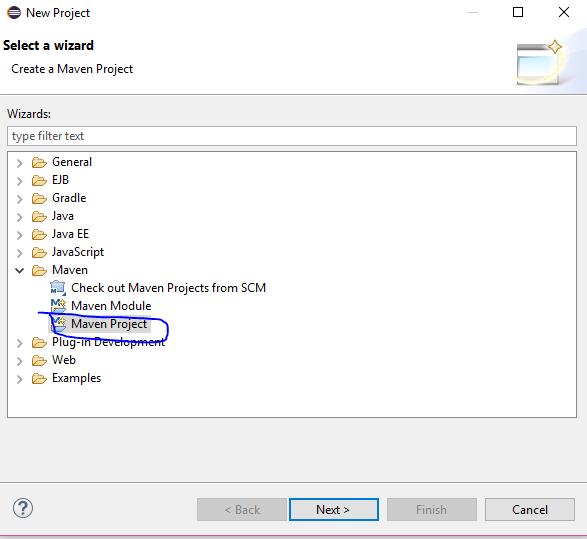 New Project
Select a wizard
Create a Maven Project
Wizards:
type filter text
General
EJB
Gradle
Java
Java EE
JavaScript
Maven
Check out Maven Projects from SCM
Maven Module
Maven Project
Plug-in Development
Web
Examples
? < Back Next > Finish Cancel